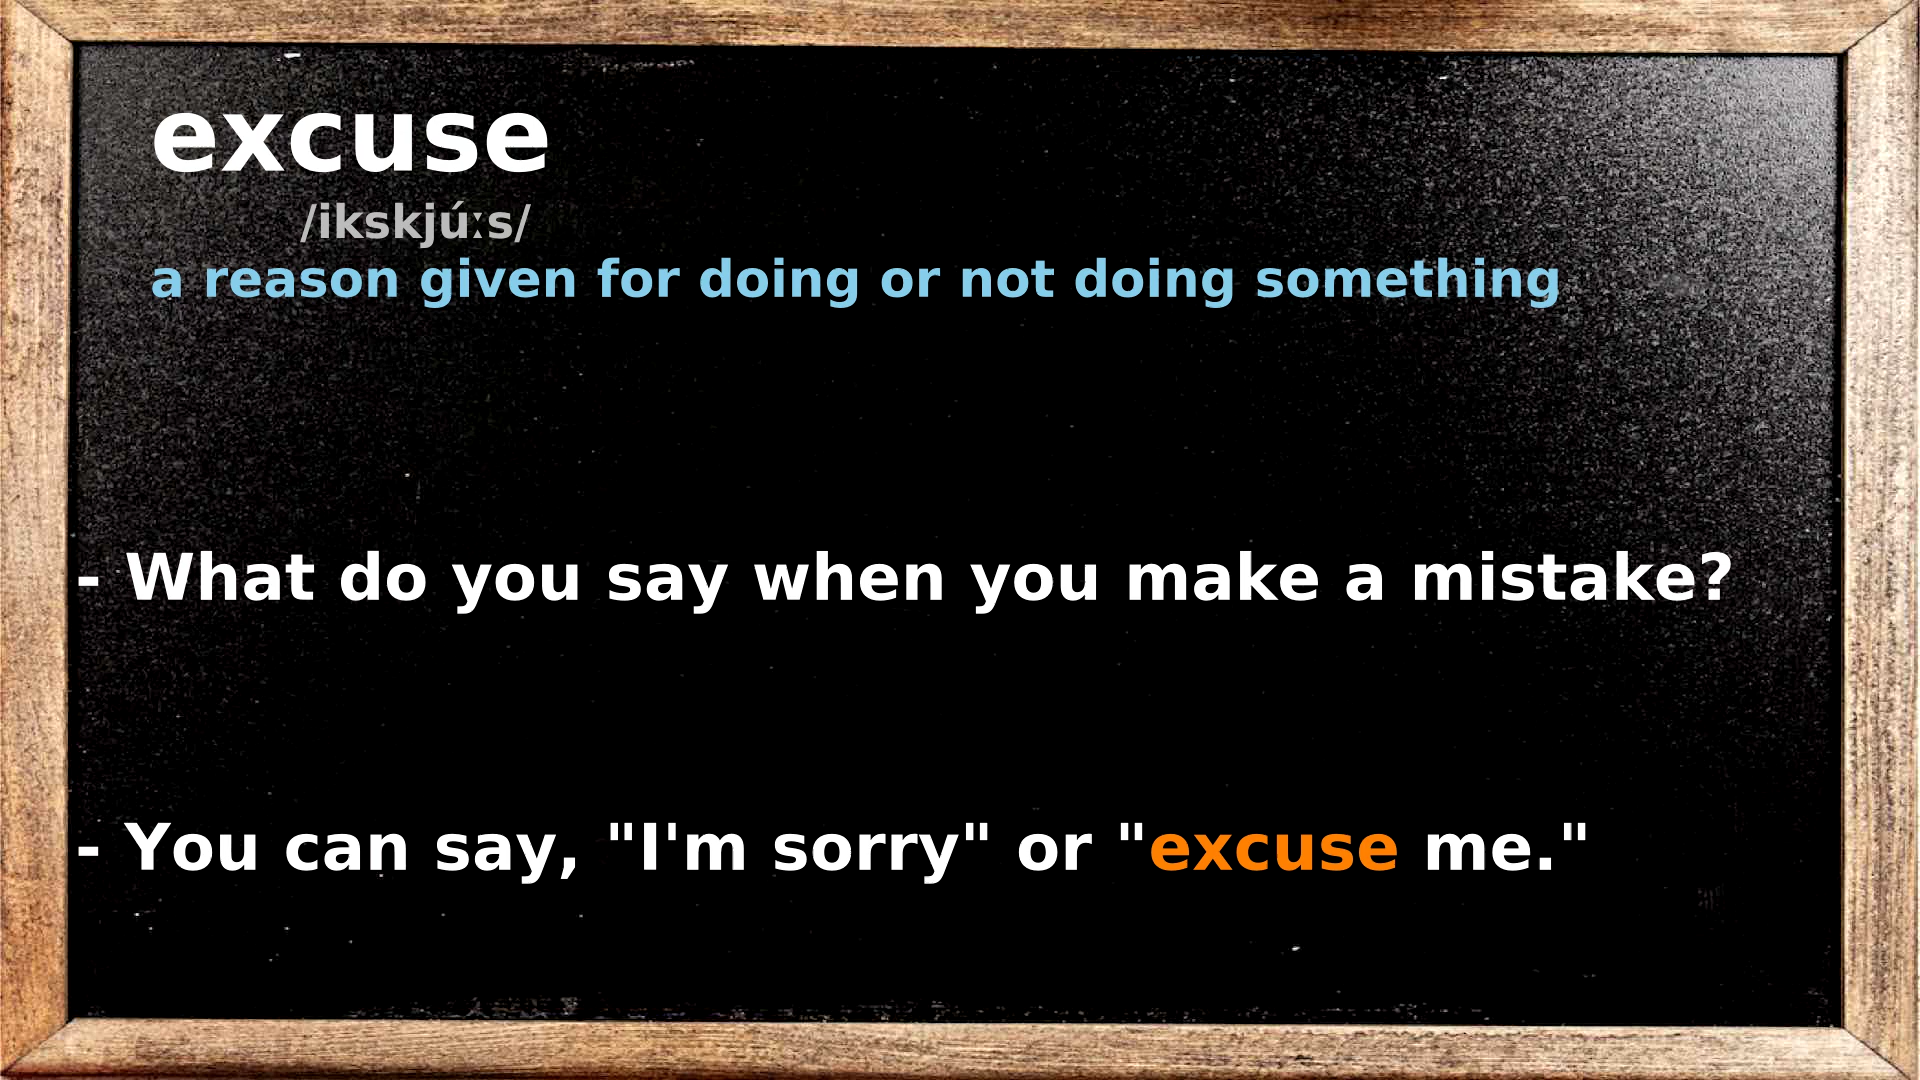 excuse
/ikskjúːs/
a reason given for doing or not doing something
- What do you say when you make a mistake?
- You can say, "I'm sorry" or "excuse me."